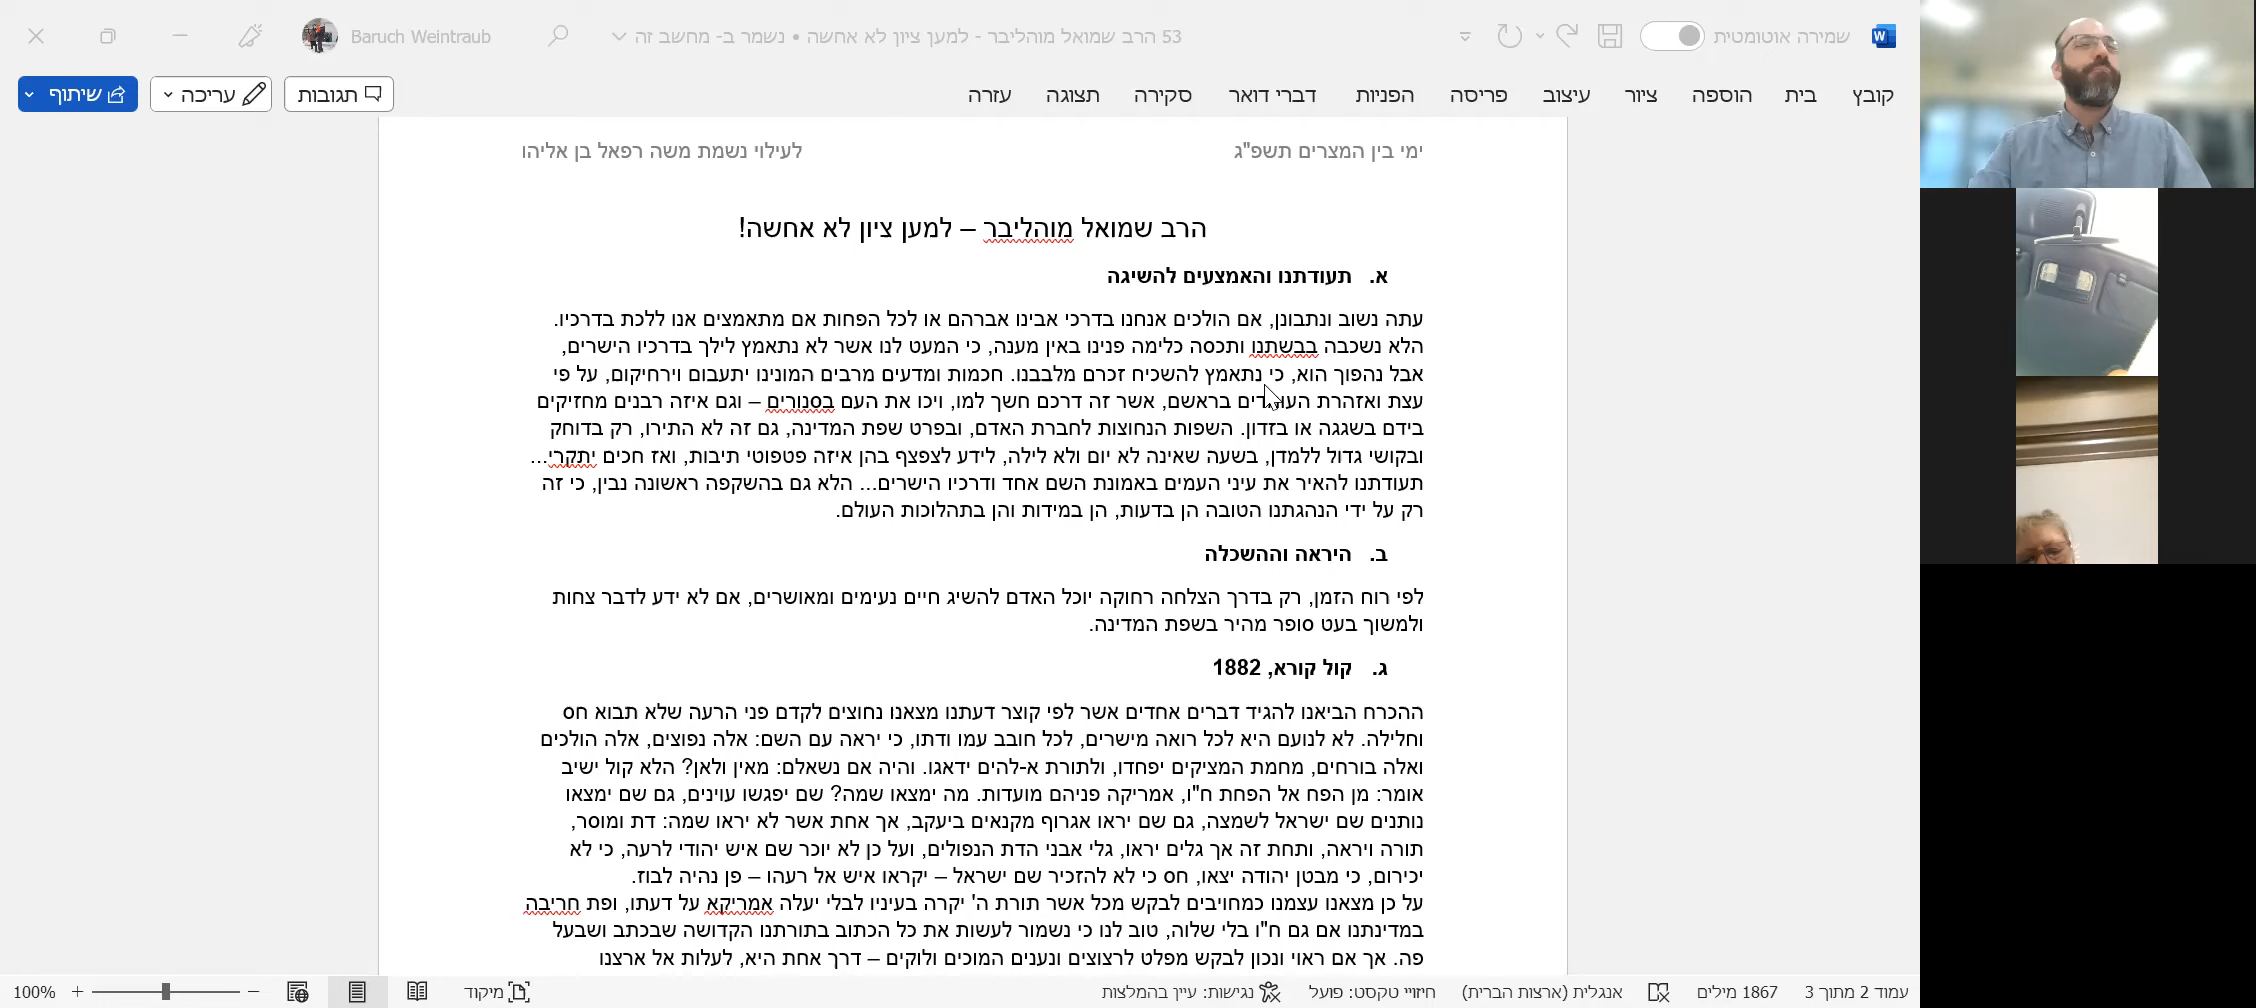 שמירה אוטומטית
53 הרב שמואל מוהליבר - למען ציון לא אחשה • נשמר ב- מחשב זה
Baruch Weintraub
קובץ בית הוספה ציור עיצוב פריסה הפניות דברי דואר סקירה תצוגה עזרה
תגובות עריכה שיתוף
ימי בין המצרים תשפ"ג לעילוי נשמת משה רפאל בן אליהו
הרב שמואל מוהליבר – למען ציון לא אחשה!
א. תעודתנו והאמצעים להשיגה
עתה נשוב ונתבונן, אם הולכים אנחנו בדרכי אבינו אברהם או לכל הפחות אם מתאמצים אנו ללכת בדרכיו.
הלא נשכבה בבשתנו ותכסה כלימה פנינו באין מענה, כי המעט לנו אשר לא נתאמץ לילך בדרכיו הישרים,
אבל נהפוך הוא, כי נתאמץ להשכיח זכרם מלבבנו. חכמות ומדעים מרבים המונינו יתעבום וירחיקום, על פי
עצת ואזהרת בראשם, אשר זה דרכם חשך למו, ויכו את העם בסנורים – וגם איזה רבנים מחזיקים
בידם בשגגה או בזדון. השפות הנחוצות לחברת האדם, ובפרט שפת המדינה, גם זה לא התירו, רק בדוחק
ובקושי גדול ללמדן, בשעה שאינה לא יום ולא לילה, לידע לצפצף בהן איזה פטפוטי תיבות, ואז חכים יתקרי...
תעודתנו להאיר את עיני העמים באמונת השם אחד ודרכיו הישרים... הלא גם בהשקפה ראשונה נבין, כי זה
רק על ידי הנהגתנו הטובה הן בדעות, הן במידות והן בתהלוכות העולם.
ב. היראה וההשכלה
לפי רוח הזמן, רק בדרך הצלחה רחוקה יוכל האדם להשיג חיים נעימים ומאושרים, אם לא ידע לדבר צחות
ולמשוך בעט סופר מהיר בשפת המדינה.
ג. קול קורא, 1882
ההכרח הביאנו להגיד דברים אחדים אשר לפי קוצר דעתנו מצאנו נחוצים לקדם פני הרעה שלא תבוא חס
וחלילה. לא לנועם היא לכל רואה מישרים, לכל חובב עמו ודתו, כי יראה עם השם: אלה נפוצים, אלה הולכים
ואלה בורחים, מחמת המציקים יפחדו, ולתורת א-להים ידאגו. והיה אם נשאלם: מאין ולאן? הלא קול ישיב
אומר: מן הפח אל הפחת ח"ו, אמריקה פניהם מועדות. מה ימצאו שמה? שם יפגשו עוינים, גם שם ימצאו
נותנים שם ישראל לשמצה, גם שם יראו אגרוף מקנאים ביעקב, אך אחת אשר לא יראו שמה: דת ומוסר,
תורה ויראה, ותחת זה אך גלים יראו, גלי אבני הדת הנפולים, ועל כן לא יוכר שם איש יהודי לרעה, כי לא
יכירום, כי מבטן יהודה יצאו, חס כי לא להזכיר שם ישראל – יקראו איש אל רעהו – פן נהיה לבוז.
על כן מצאנו עצמנו כמחויבים לבקש מכל אשר תורת ה' יקרה בעיניו לבלי יעלה אמריקא על דעתו, ופת חריבה
במדינתנו אם גם ח"ו בלי שלוה, טוב לנו כי נשמור לעשות את כל הכתוב בתורתנו הקדושה שבכתב ושבעל
פה. אך אם ראוי ונכון לבקש מפלט לרצוצים ונענים המוכים ולוקים – דרך אחת היא, לעלות אל ארצנו
עמוד 2 מתוך 3 1867 מילים אנגלית (ארצות הברית) חיזויי טקסט: פועל נגישות: עיין בהמלצות מיקוד 100%